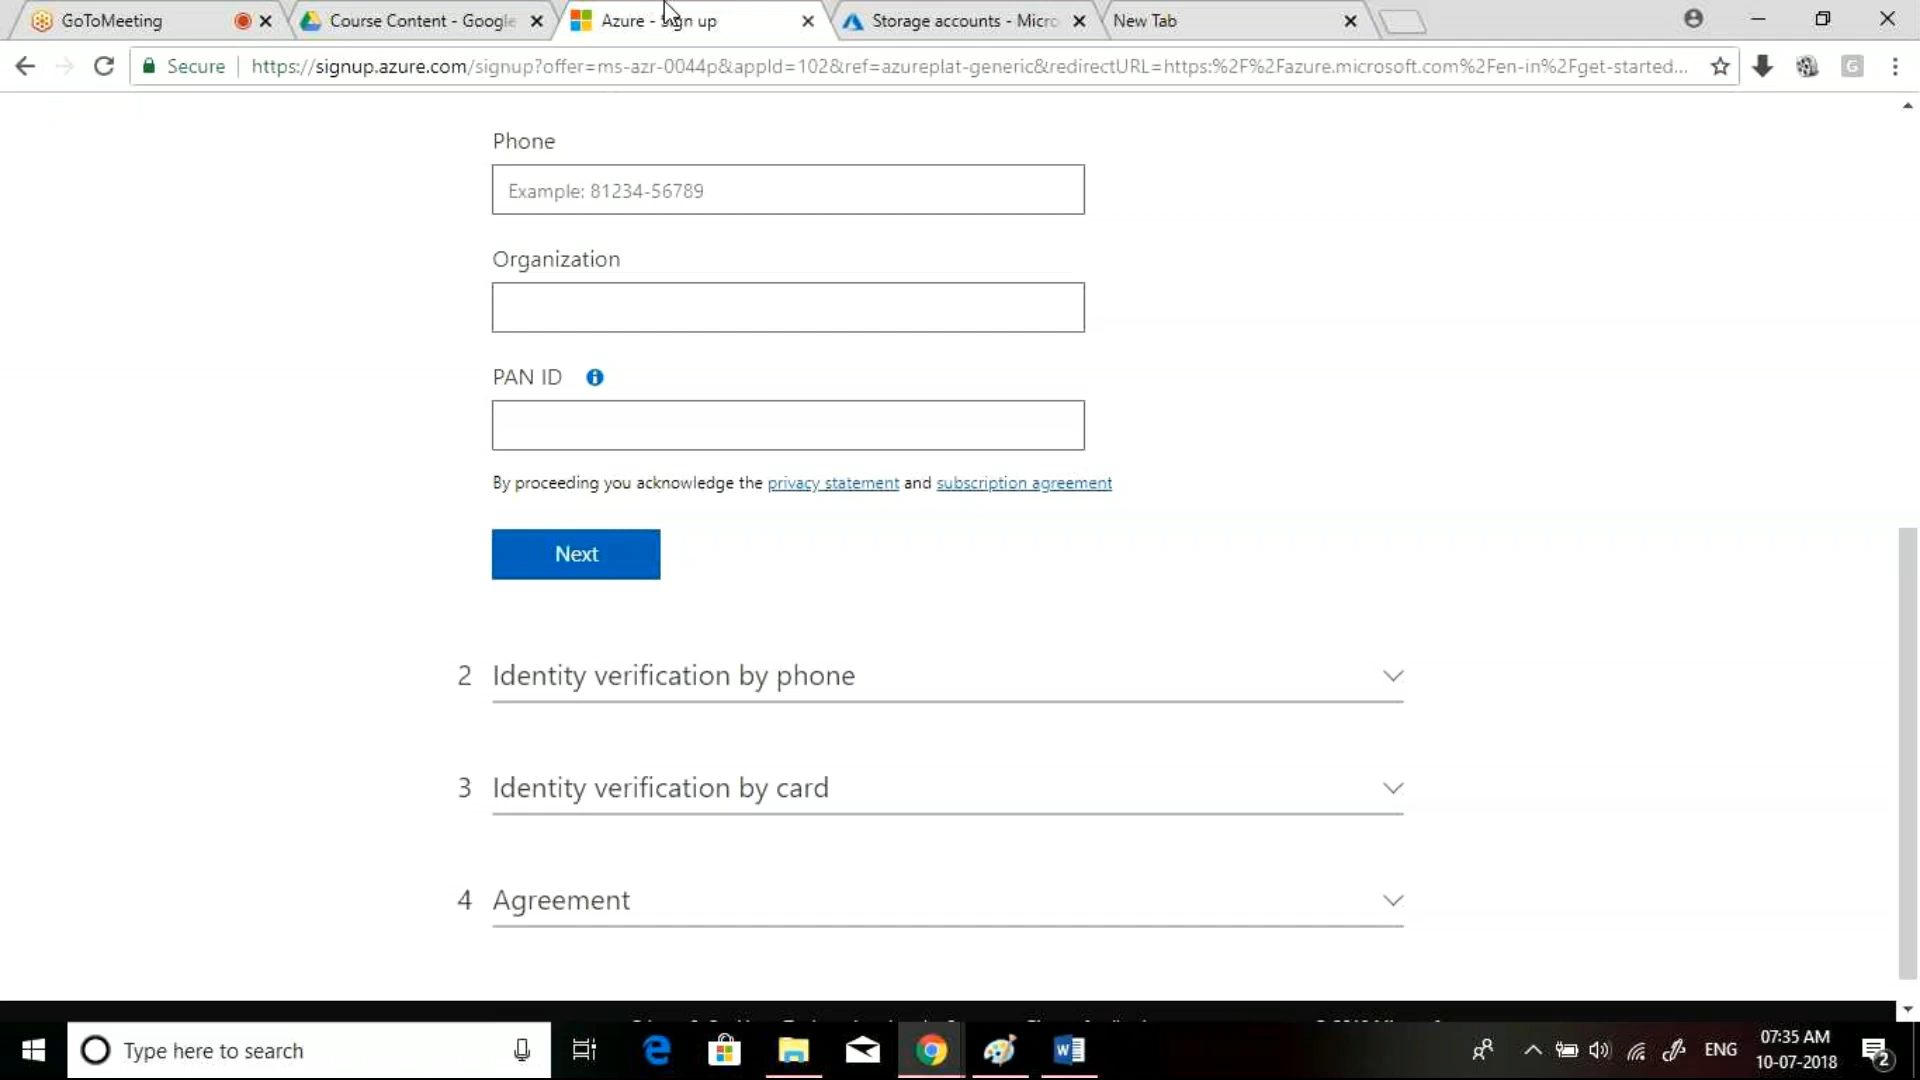 GoToMeeting
Course Content - Google
Azure - Sign up
Storage accounts - Micro
New Tab
Secure
https://signup.azure.com/signup?offer=ms-azr-0044p&appId=102&ref=azureplat-generic&redirectURL=https:%2F%2Fazure.microsoft.com%2Fen-in%2Fget-started...
G
Phone
Example: 81234-56789
Organization
PAN ID
By proceeding you acknowledge the privacy statement and subscription agreement
Next
2 Identity verification by phone
3 Identity verification by card
4 Agreement
Type here to search
ENG
07:35 AM
10-07-2018
2